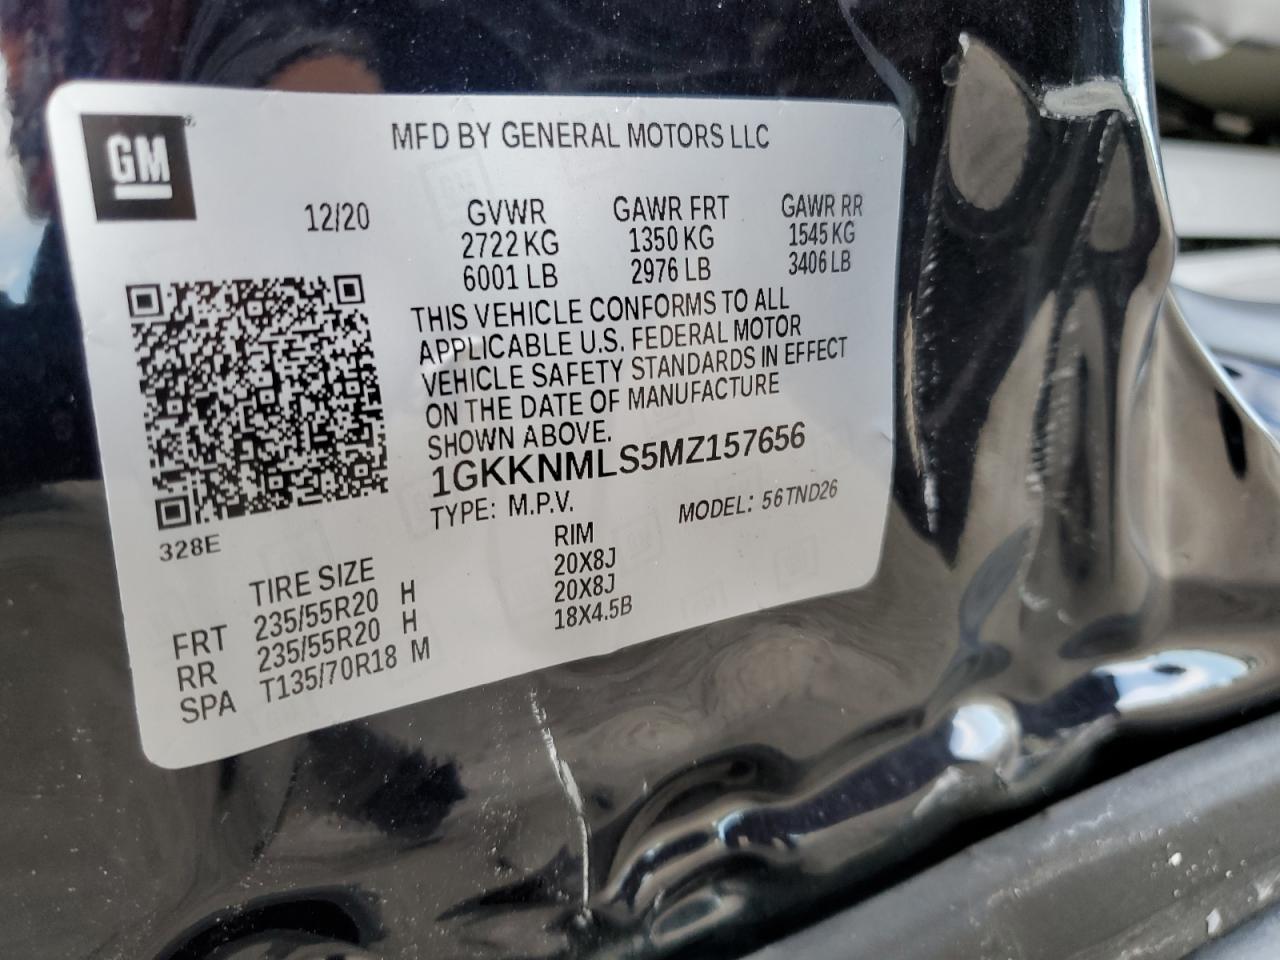 GM
MFD BY GENERAL MOTORS LLC
12/20
GVWR GAWR FRT GAWR RR
2722 KG 1350 KG 1545 KG
6001 LB 2976 LB 3406 LB
THIS VEHICLE CONFORMS TO ALL
APPLICABLE U.S. FEDERAL MOTOR
VEHICLE SAFETY STANDARDS IN EFFECT
ON THE DATE OF MANUFACTURE
SHOWN ABOVE.
1GKKNMLS5MZ157656
TYPE: M.P.V. MODEL: 56TND26
328E
TIRE SIZE RIM
FRT 235/55R20 H 20X8J
RR 235/55R20 H 20X8J
SPA T135/70R18 M 18X4.5B